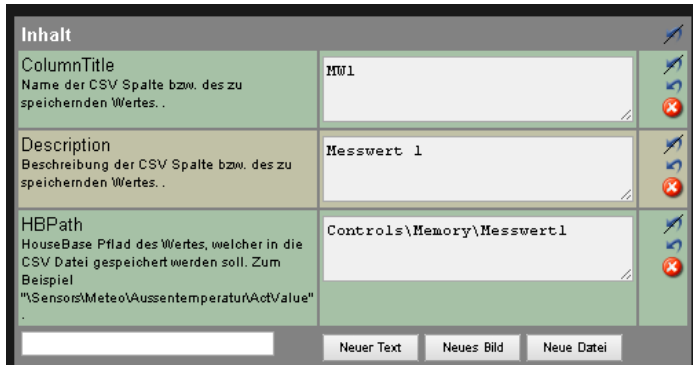 Inhalt
ColumnTitle
Name der CSV Spalte bzw. des zu
speichernden Wertes. .
MW1
Description
Beschreibung der CSV Spalte bzw. des zu
speichernden Wertes. .
Messwert 1
HBPath
HouseBase Pflad des Wertes, welcher in die
CSV Datei gespeichert werden soll. Zum
Beispiel
"\Sensors\Meteo\Aussentemperatur\ActValue"
.
Controls\Memory\Messwert1
Neuer Text
Neues Bild
Neue Datei